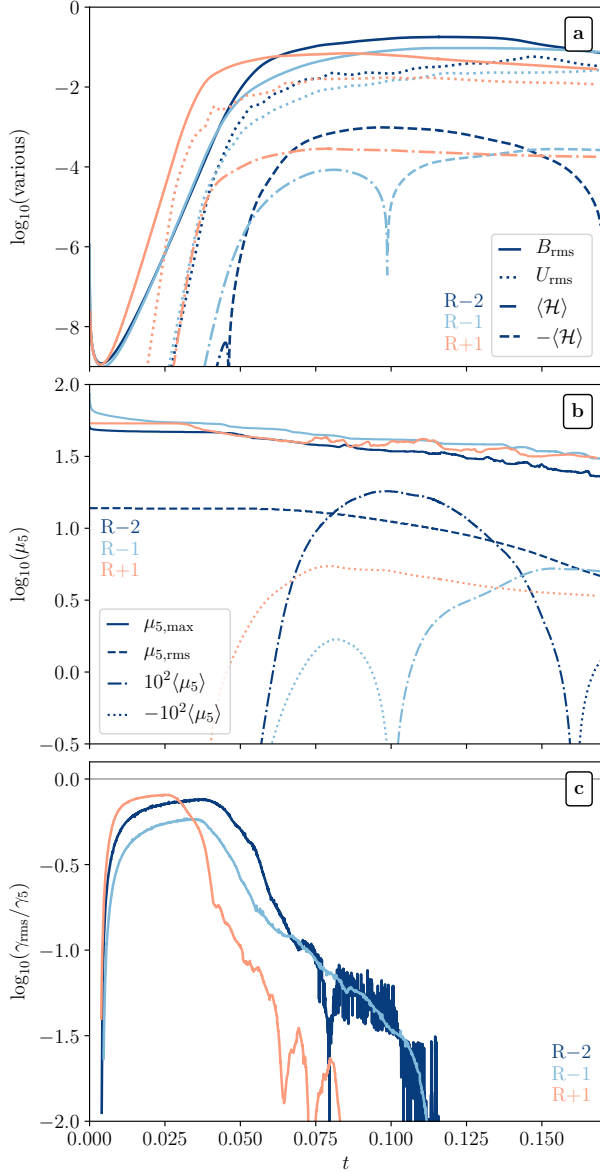 0
−2
−4
−6
−8
log₁₀(various)
a
B_rms
U_rms
⟨ℋ⟩
−⟨ℋ⟩
R−2
R−1
R+1
2.0
1.5
1.0
0.5
0.0
−0.5
log₁₀(μ₅)
b
R−2
R−1
R+1
μ₅,max
μ₅,rms
10²⟨μ₅⟩
−10²⟨μ₅⟩
0.0
−0.5
−1.0
−1.5
−2.0
log₁₀(γ_rms/γ₅)
c
R−2
R−1
R+1
0.000 0.025 0.050 0.075 0.100 0.125 0.150
t